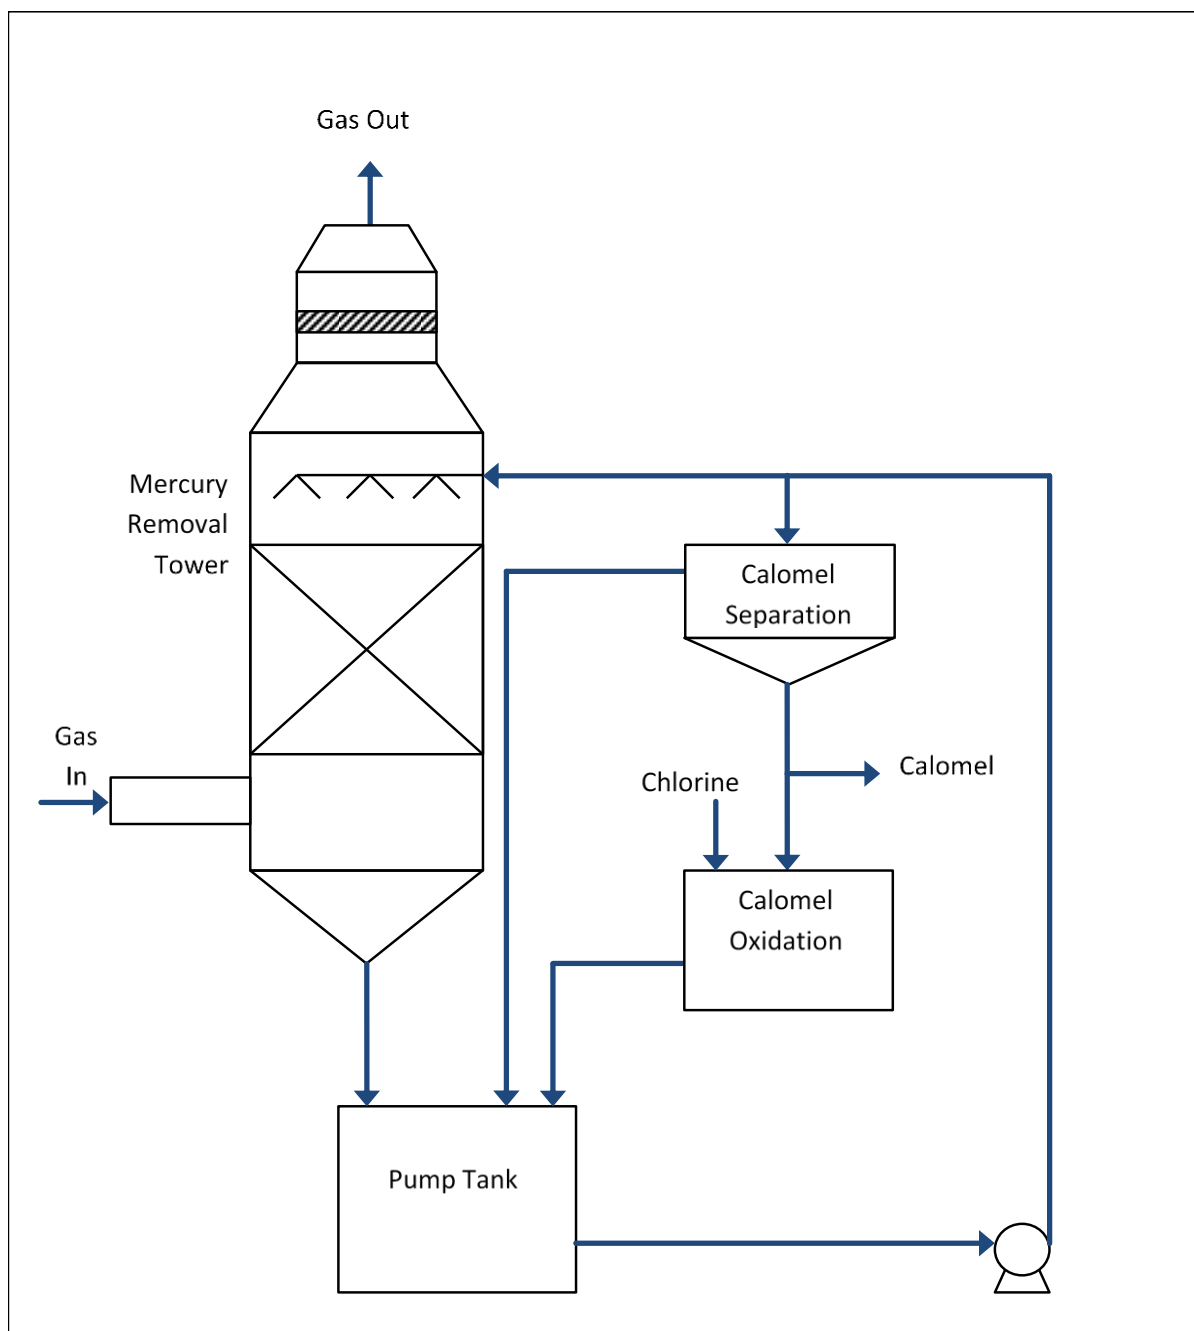 Gas Out
Mercury
Removal
Tower
Calomel
Separation
Gas
In
Chlorine
Calomel
Calomel
Oxidation
Pump Tank